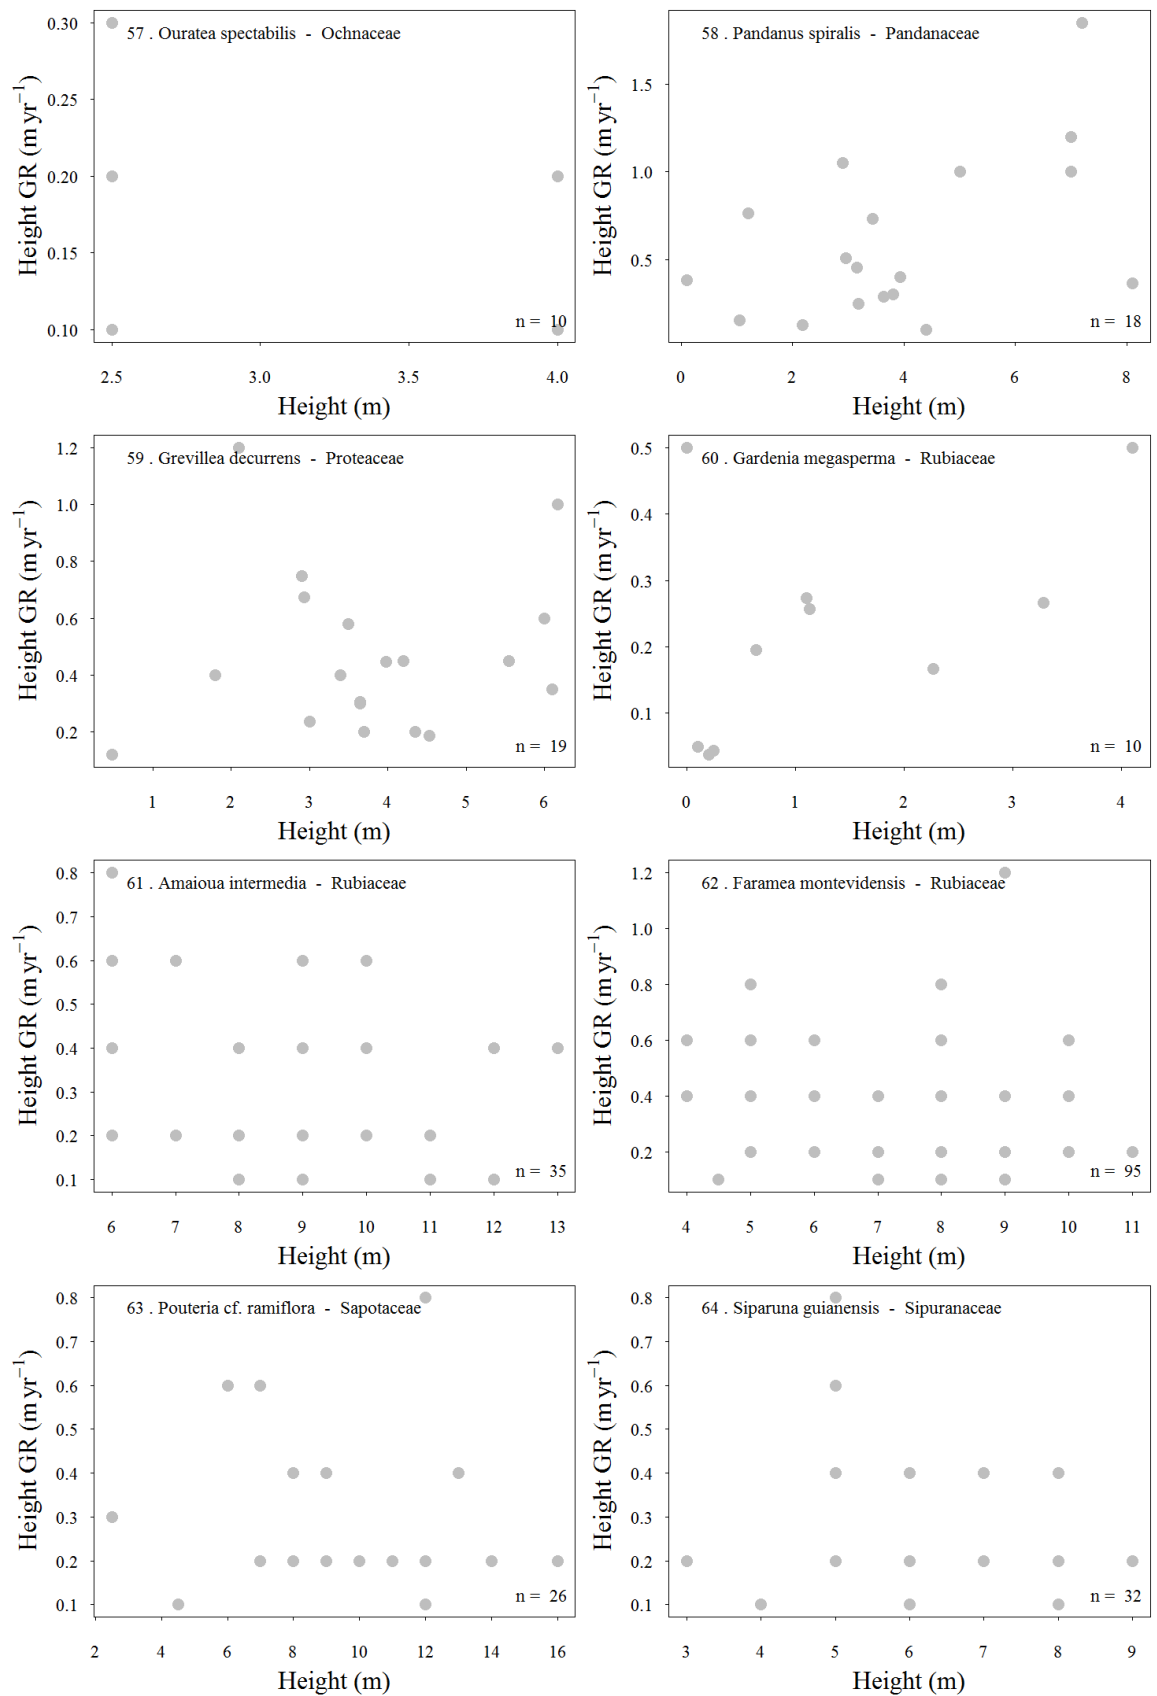 57 . Ouratea spectabilis - Ochnaceae
0.30
0.25
0.20
0.15
0.10
Height GR (m yr−1)
n = 10
2.5 3.0 3.5 4.0
Height (m)
58 . Pandanus spiralis - Pandanaceae
1.5
1.0
0.5
Height GR (m yr−1)
n = 18
0 2 4 6 8
Height (m)
59 . Grevillea decurrens - Proteaceae
1.2
1.0
0.8
0.6
0.4
0.2
Height GR (m yr−1)
n = 19
1 2 3 4 5 6
Height (m)
60 . Gardenia megasperma - Rubiaceae
0.5
0.4
0.3
0.2
0.1
Height GR (m yr−1)
n = 10
0 1 2 3 4
Height (m)
61 . Amaioua intermedia - Rubiaceae
0.8
0.7
0.6
0.5
0.4
0.3
0.2
0.1
Height GR (m yr−1)
n = 35
6 7 8 9 10 11 12 13
Height (m)
62 . Faramea montevidensis - Rubiaceae
1.2
1.0
0.8
0.6
0.4
0.2
Height GR (m yr−1)
n = 95
4 5 6 7 8 9 10 11
Height (m)
63 . Pouteria cf. ramiflora - Sapotaceae
0.8
0.7
0.6
0.5
0.4
0.3
0.2
0.1
Height GR (m yr−1)
n = 26
2 4 6 8 10 12 14 16
Height (m)
64 . Siparuna guianensis - Sipuranaceae
0.8
0.7
0.6
0.5
0.4
0.3
0.2
0.1
Height GR (m yr−1)
n = 32
3 4 5 6 7 8 9
Height (m)